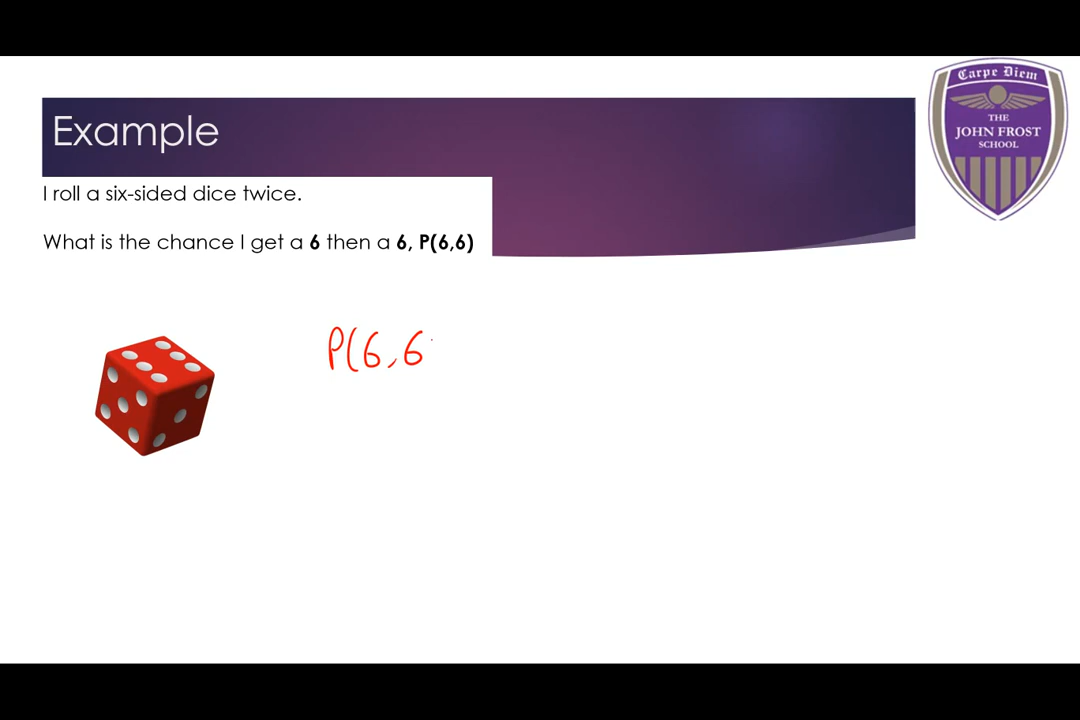 Carpe Diem
THE
JOHN FROST
SCHOOL
Example
I roll a six-sided dice twice.
What is the chance I get a 6 then a 6, P(6,6)
P(6,6